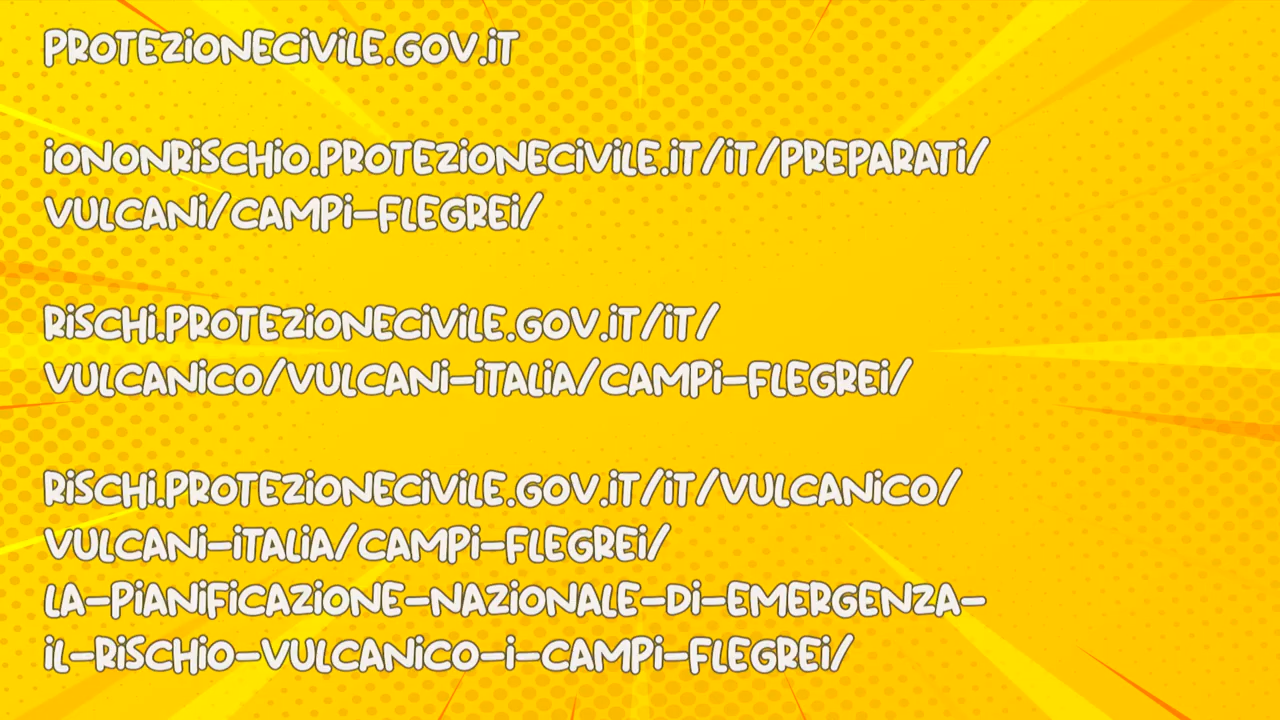 PROTEZiONECiViLE.GOV.iT
iONONRiSCHiO.PROTEZiONECiViLE.iT/iT/PREPARATi/
VULCANi/CAMPi-FLEGREi/
RiSCHi.PROTEZiONECiViLE.GOV.iT/iT/
VULCANiCO/VULCANi-iTALiA/CAMPi-FLEGREi/
RiSCHi.PROTEZiONECiViLE.GOV.iT/iT/VULCANiCO/
VULCANi-iTALiA/CAMPi-FLEGREi/
LA-PiANiFiCAZiONE-NAZiONALE-Di-EMERGENZA-
iL-RiSCHiO-VULCANiCO-i-CAMPi-FLEGREi/